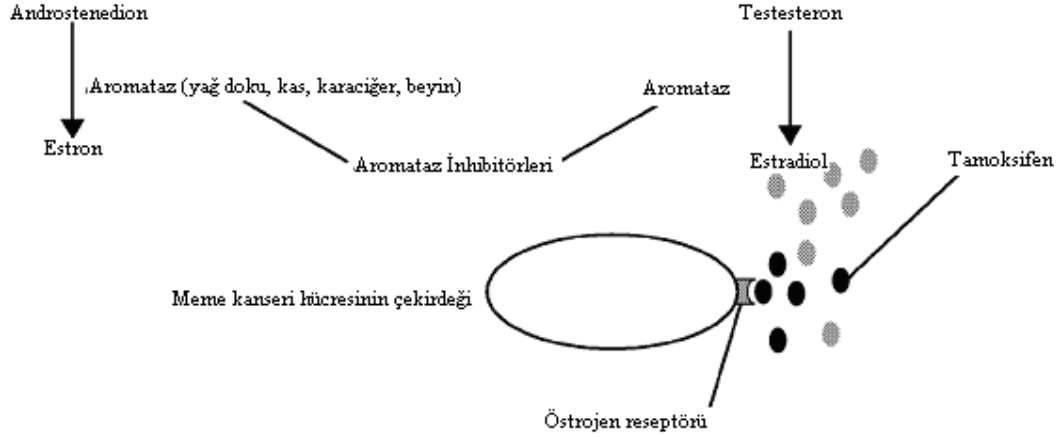 Androstenedion
Testesteron
Aromataz (yağ doku, kas, karaciğer, beyin)
Aromataz
Estron
Aromataz İnhibitörleri
Estradiol
Tamoksifen
Meme kanseri hücresinin çekirdeği
Östrojen reseptörü